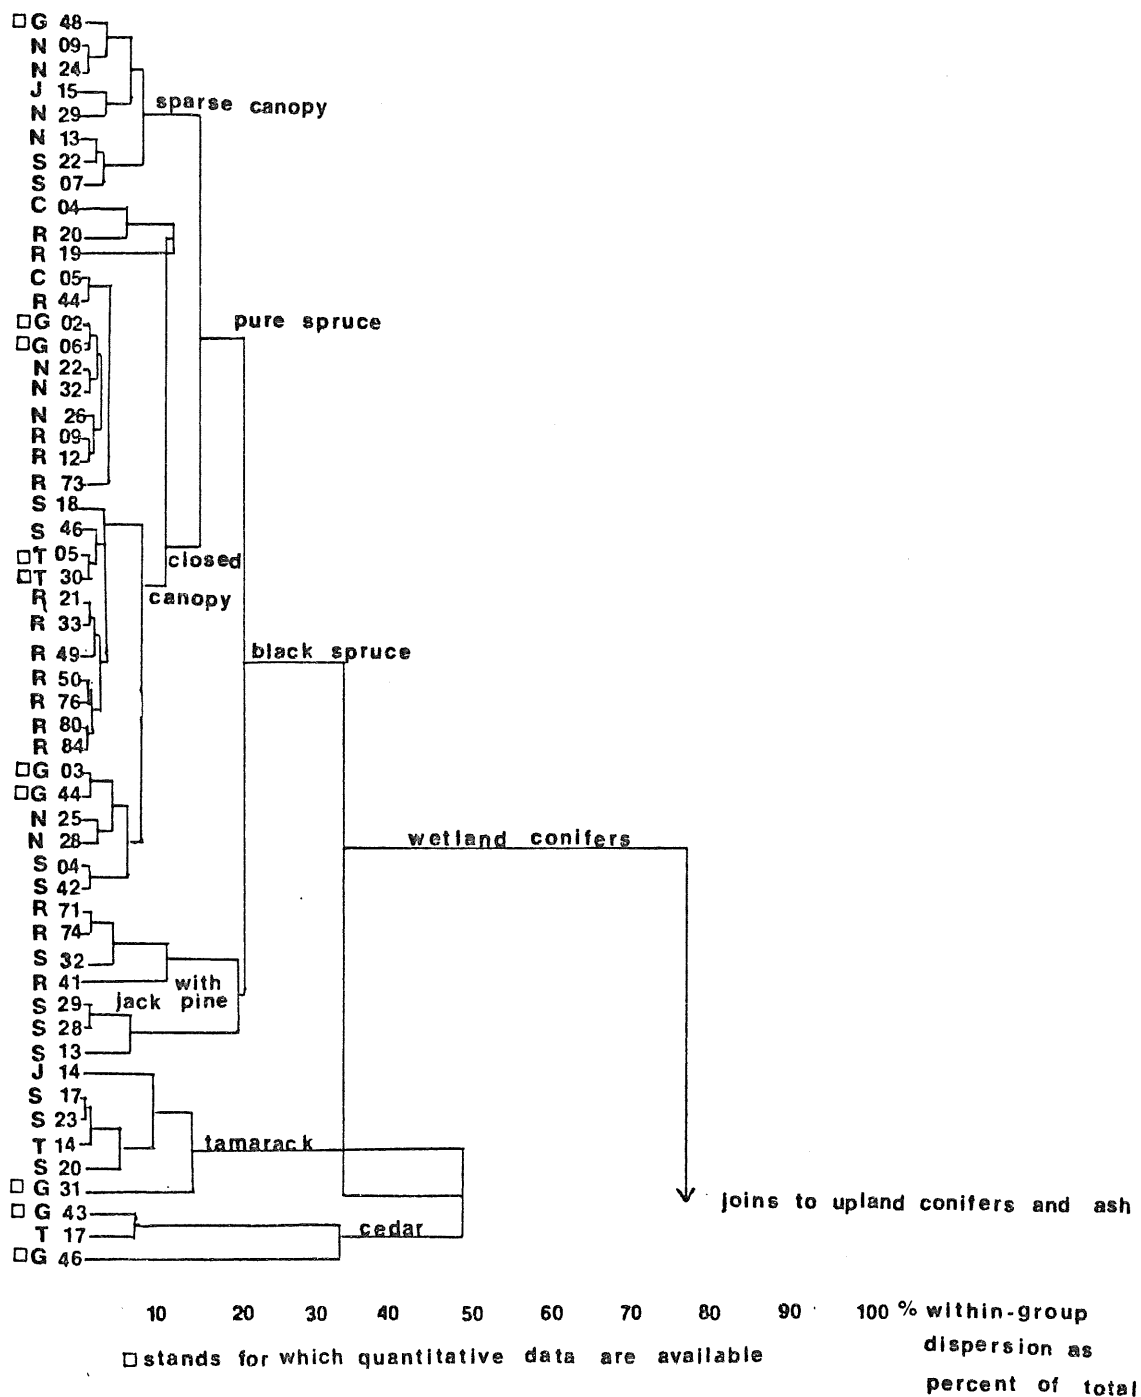 □ G 48
N 09
N 24
J 15
N 29
sparse canopy
N 13
S 22
S 07
C 04
R 20
R 19
C 05
R 44
□G 02
pure spruce
□G 06
N 22
N 32
N 26
R 09
R 12
R 73
S 18
S 46
□T 05
closed
□T 30
canopy
R 21
R 33
R 49
black spruce
R 50
R 76
R 80
R 84
□G 03
□G 44
N 25
N 28
wetland conifers
S 04
S 42
R 71
R 74
S 32
R 41
with
S 29
jack pine
S 28
S 13
J 14
S 17
S 23
T 14
tamarack
S 20
□ G 31
joins to upland conifers and ash
□ G 43
T 17
cedar
□G 46
10 20 30 40 50 60 70 80 90 100 % within-group
dispersion as
percent of total
□stands for which quantitative data are available